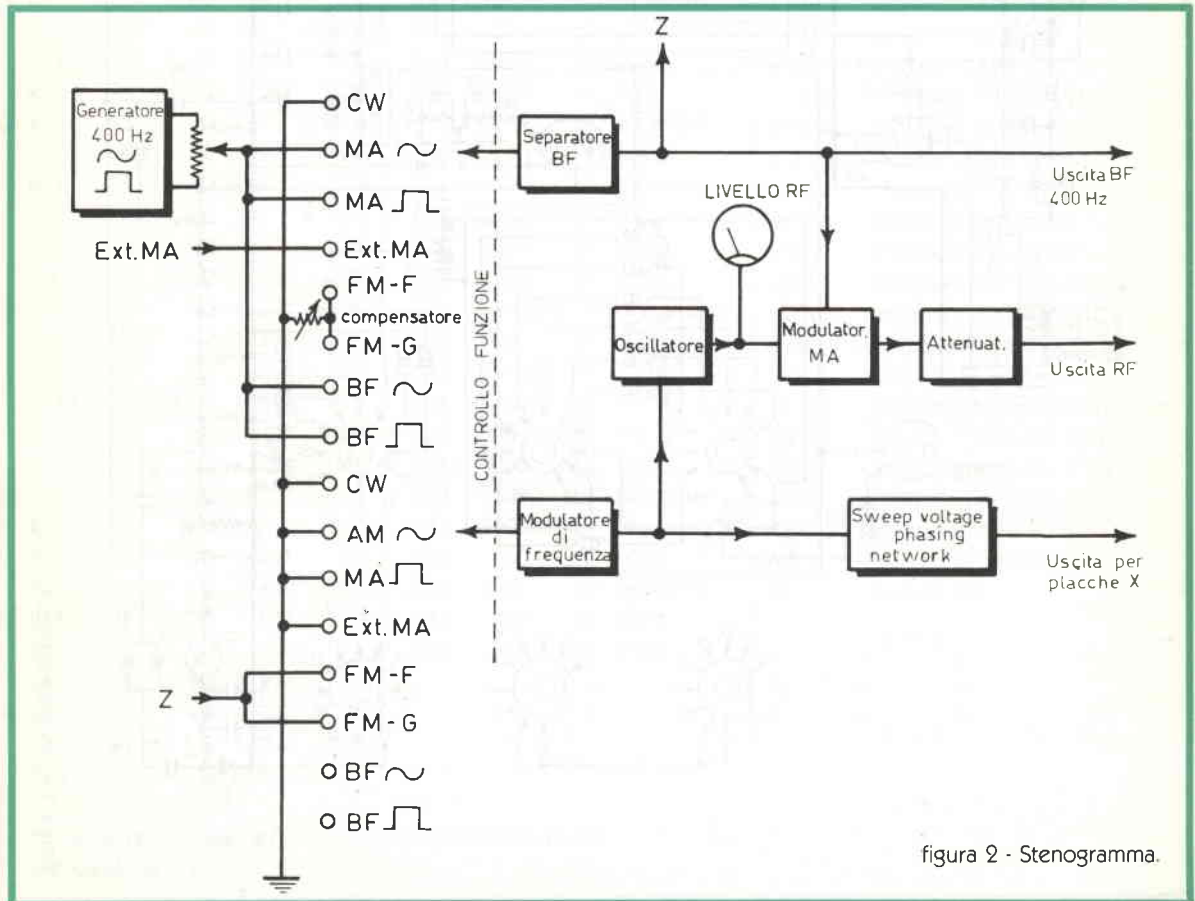 Z
Generatore
400 Hz
CW
MA
MA
Ext. MA
Ext. MA
FM-F
compensatore
FM-G
BF
BF
CW
AM
MA
Ext. MA
Z
FM-F
FM-G
BF
BF
CONTROLLO FUNZIONE
Separatore
BF
Uscita BF
400 Hz
LIVELLO RF
Oscillatore
Modulator.
MA
Attenuat.
Uscita RF
Modulatore
di
frequenza
Sweep voltage
phasing
network
Uscita per
placche X
figura 2 - Stenogramma.